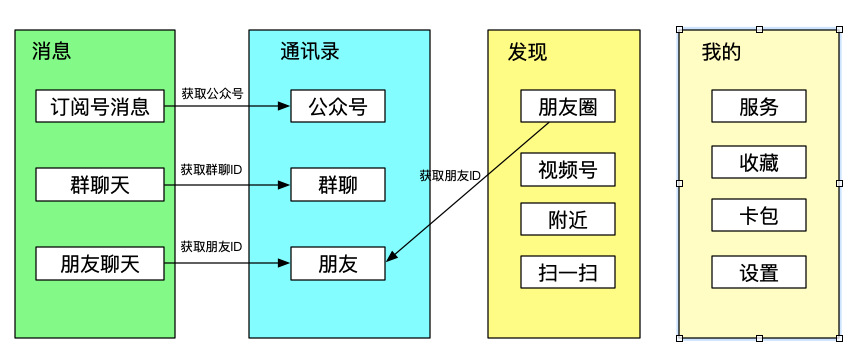 消息
订阅号消息
群聊天
朋友聊天
获取公众号
获取群聊ID
获取朋友ID
通讯录
公众号
群聊
朋友
获取朋友ID
发现
朋友圈
视频号
附近
扫一扫
我的
服务
收藏
卡包
设置